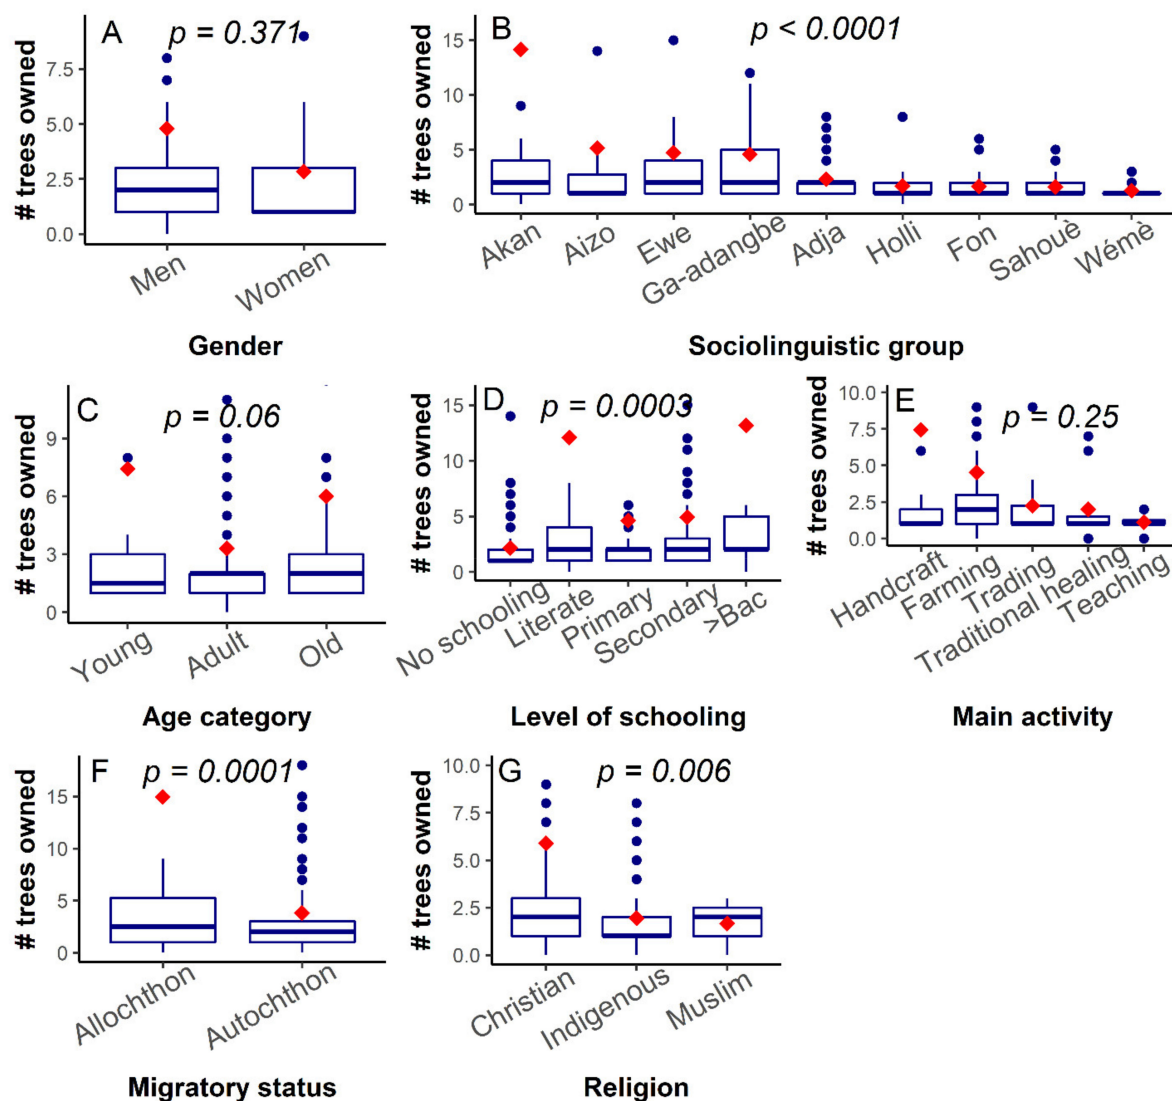 A
p = 0.371
# trees owned
7.5
5.0
2.5
0.0
Men
Women
Gender
B
p < 0.0001
# trees owned
15
10
5
0
Akan
Aizo
Ewe
Ga-adangbe
Adja
Holli
Fon
Sahouè
Wémè
Sociolinguistic group
C
p = 0.06
# trees owned
9
6
3
0
Young
Adult
Old
Age category
D
p = 0.0003
# trees owned
15
10
5
0
No schooling
Literate
Primary
Secondary
>Bac
Level of schooling
E
p = 0.25
# trees owned
10.0
7.5
5.0
2.5
0.0
Handcraft
Farming
Trading
Traditional healing
Teaching
Main activity
F
p = 0.0001
# trees owned
15
10
5
0
Allochthon
Autochthon
Migratory status
G
p = 0.006
# trees owned
10.0
7.5
5.0
2.5
0.0
Christian
Indigenous
Muslim
Religion